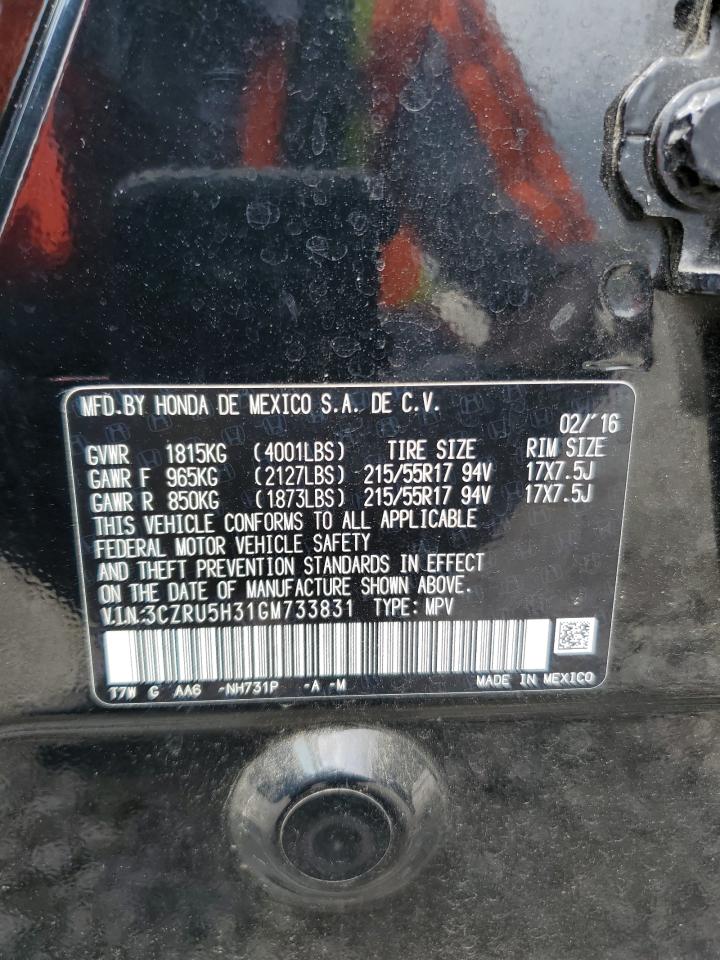 MFD.BY HONDA DE MEXICO S.A. DE C.V.
02/'16
GVWR 1815KG (4001LBS) TIRE SIZE RIM SIZE
GAWR F 965KG (2127LBS) 215/55R17 94V 17X7.5J
GAWR R 850KG (1873LBS) 215/55R17 94V 17X7.5J
THIS VEHICLE CONFORMS TO ALL APPLICABLE
FEDERAL MOTOR VEHICLE SAFETY
AND THEFT PREVENTION STANDARDS IN EFFECT
ON THE DATE OF MANUFACTURE SHOWN ABOVE.
V.I.N:3CZRU5H31GM733831 TYPE: MPV
T7W G AA6 -NH731P -A -M MADE IN MEXICO